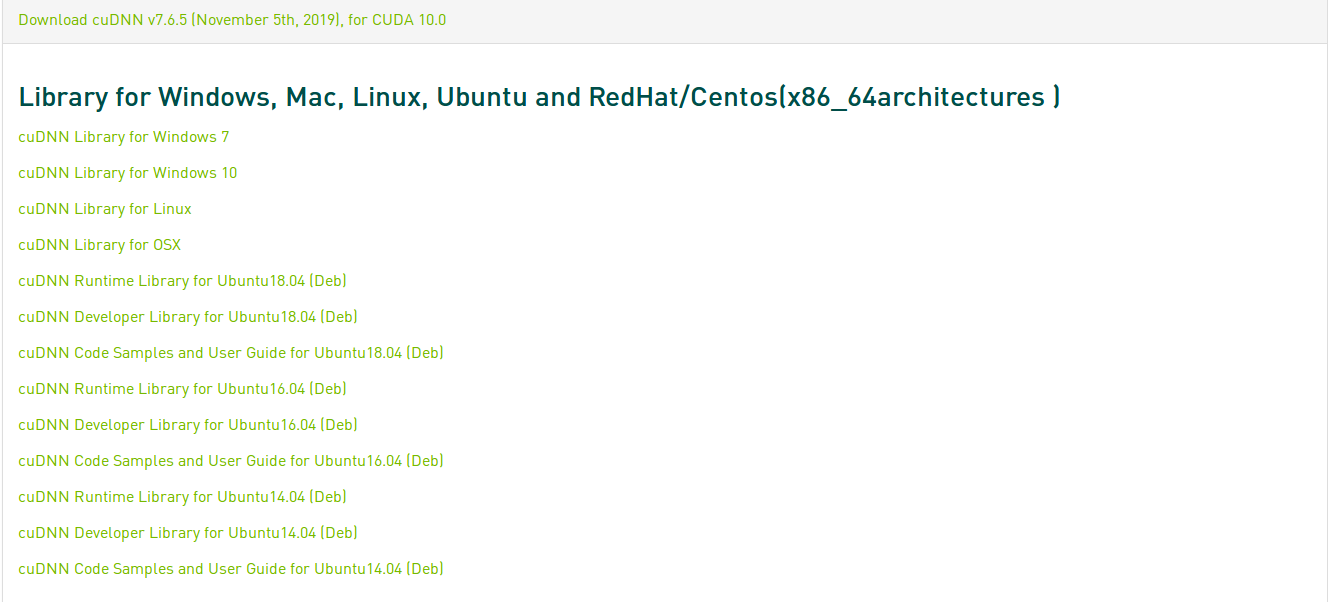 Download cuDNN v7.6.5 (November 5th, 2019), for CUDA 10.0
Library for Windows, Mac, Linux, Ubuntu and RedHat/Centos(x86_64architectures )
cuDNN Library for Windows 7
cuDNN Library for Windows 10
cuDNN Library for Linux
cuDNN Library for OSX
cuDNN Runtime Library for Ubuntu18.04 (Deb)
cuDNN Developer Library for Ubuntu18.04 (Deb)
cuDNN Code Samples and User Guide for Ubuntu18.04 (Deb)
cuDNN Runtime Library for Ubuntu16.04 (Deb)
cuDNN Developer Library for Ubuntu16.04 (Deb)
cuDNN Code Samples and User Guide for Ubuntu16.04 (Deb)
cuDNN Runtime Library for Ubuntu14.04 (Deb)
cuDNN Developer Library for Ubuntu14.04 (Deb)
cuDNN Code Samples and User Guide for Ubuntu14.04 (Deb)